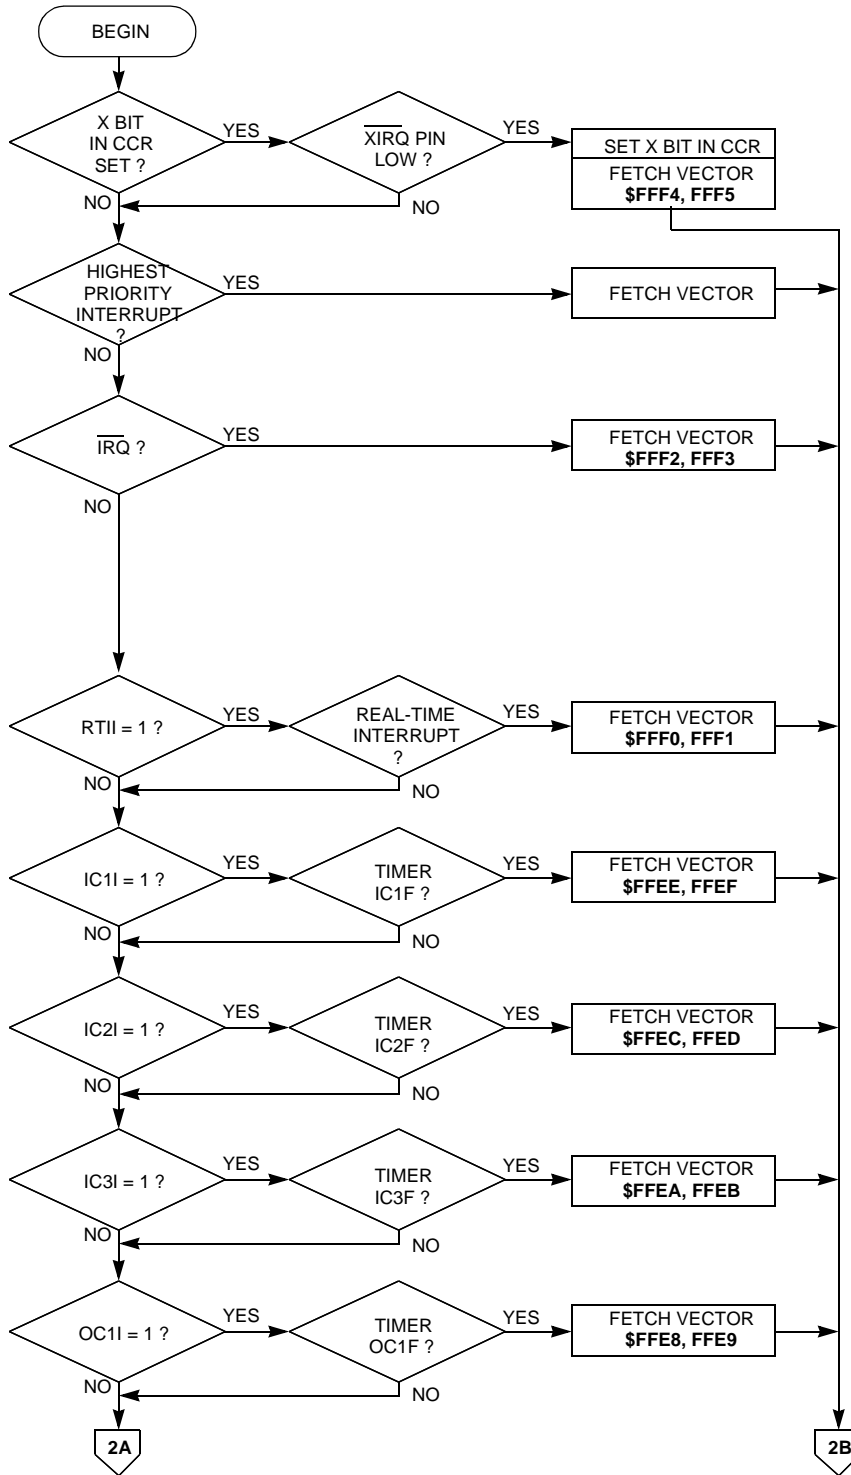 BEGIN
X BIT
IN CCR
SET ?
YES
XIRQ PIN
LOW ?
YES
SET X BIT IN CCR
FETCH VECTOR
$FFF4, FFF5
NO
NO
HIGHEST
PRIORITY
INTERRUPT
?
YES
FETCH VECTOR
NO
IRQ ?
YES
FETCH VECTOR
$FFF2, FFF3
NO
RTII = 1 ?
YES
REAL-TIME
INTERRUPT
?
YES
FETCH VECTOR
$FFF0, FFF1
NO
NO
IC1I = 1 ?
YES
TIMER
IC1F ?
YES
FETCH VECTOR
$FFEE, FFEF
NO
NO
IC2I = 1 ?
YES
TIMER
IC2F ?
YES
FETCH VECTOR
$FFEC, FFED
NO
NO
IC3I = 1 ?
YES
TIMER
IC3F ?
YES
FETCH VECTOR
$FFEA, FFEB
NO
NO
OC1I = 1 ?
YES
TIMER
OC1F ?
YES
FETCH VECTOR
$FFE8, FFE9
NO
NO
2A
2B